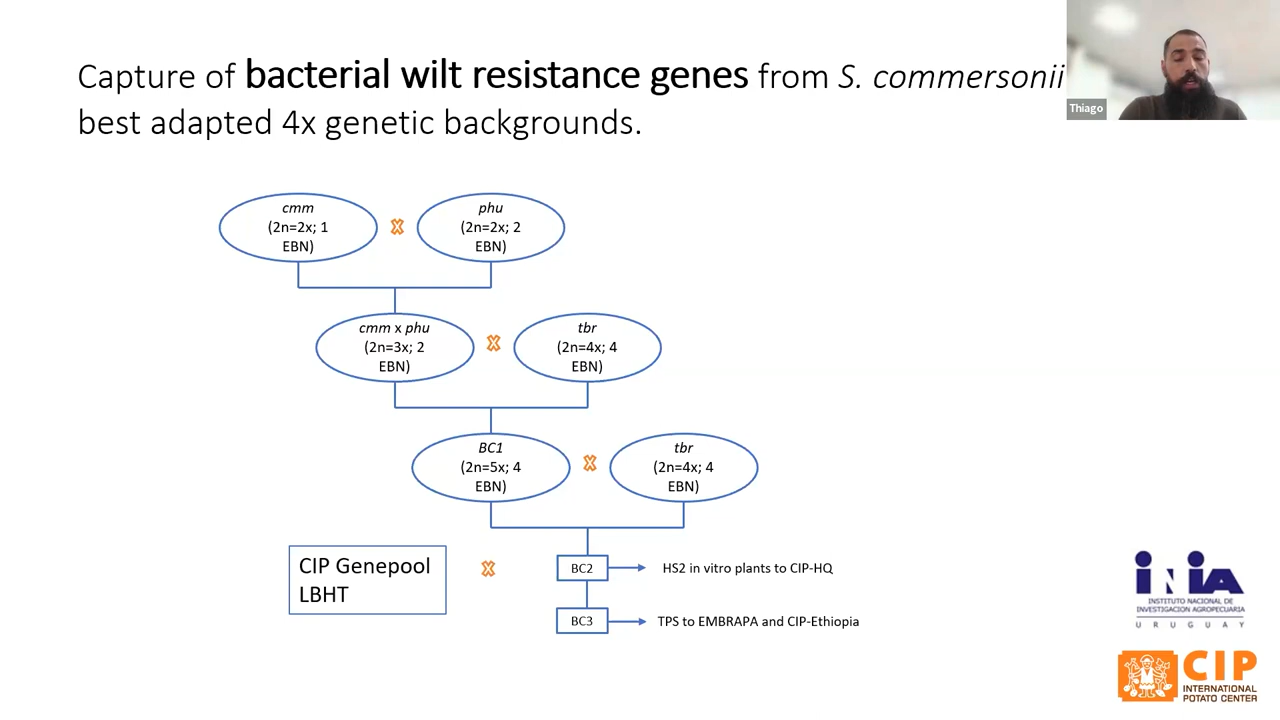 Capture of bacterial wilt resistance genes from S. commersonii
best adapted 4x genetic backgrounds.
Thiago
cmm
(2n=2x; 1
EBN)
phu
(2n=2x; 2
EBN)
cmm x phu
(2n=3x; 2
EBN)
tbr
(2n=4x; 4
EBN)
BC1
(2n=5x; 4
EBN)
tbr
(2n=4x; 4
EBN)
CIP Genepool
LBHT
BC2
HS2 in vitro plants to CIP-HQ
BC3
TPS to EMBRAPA and CIP-Ethiopia
iNiA
INSTITUTO NACIONAL DE
INVESTIGACION AGROPECUARIA
URUGUAY
CIP
INTERNATIONAL
POTATO CENTER